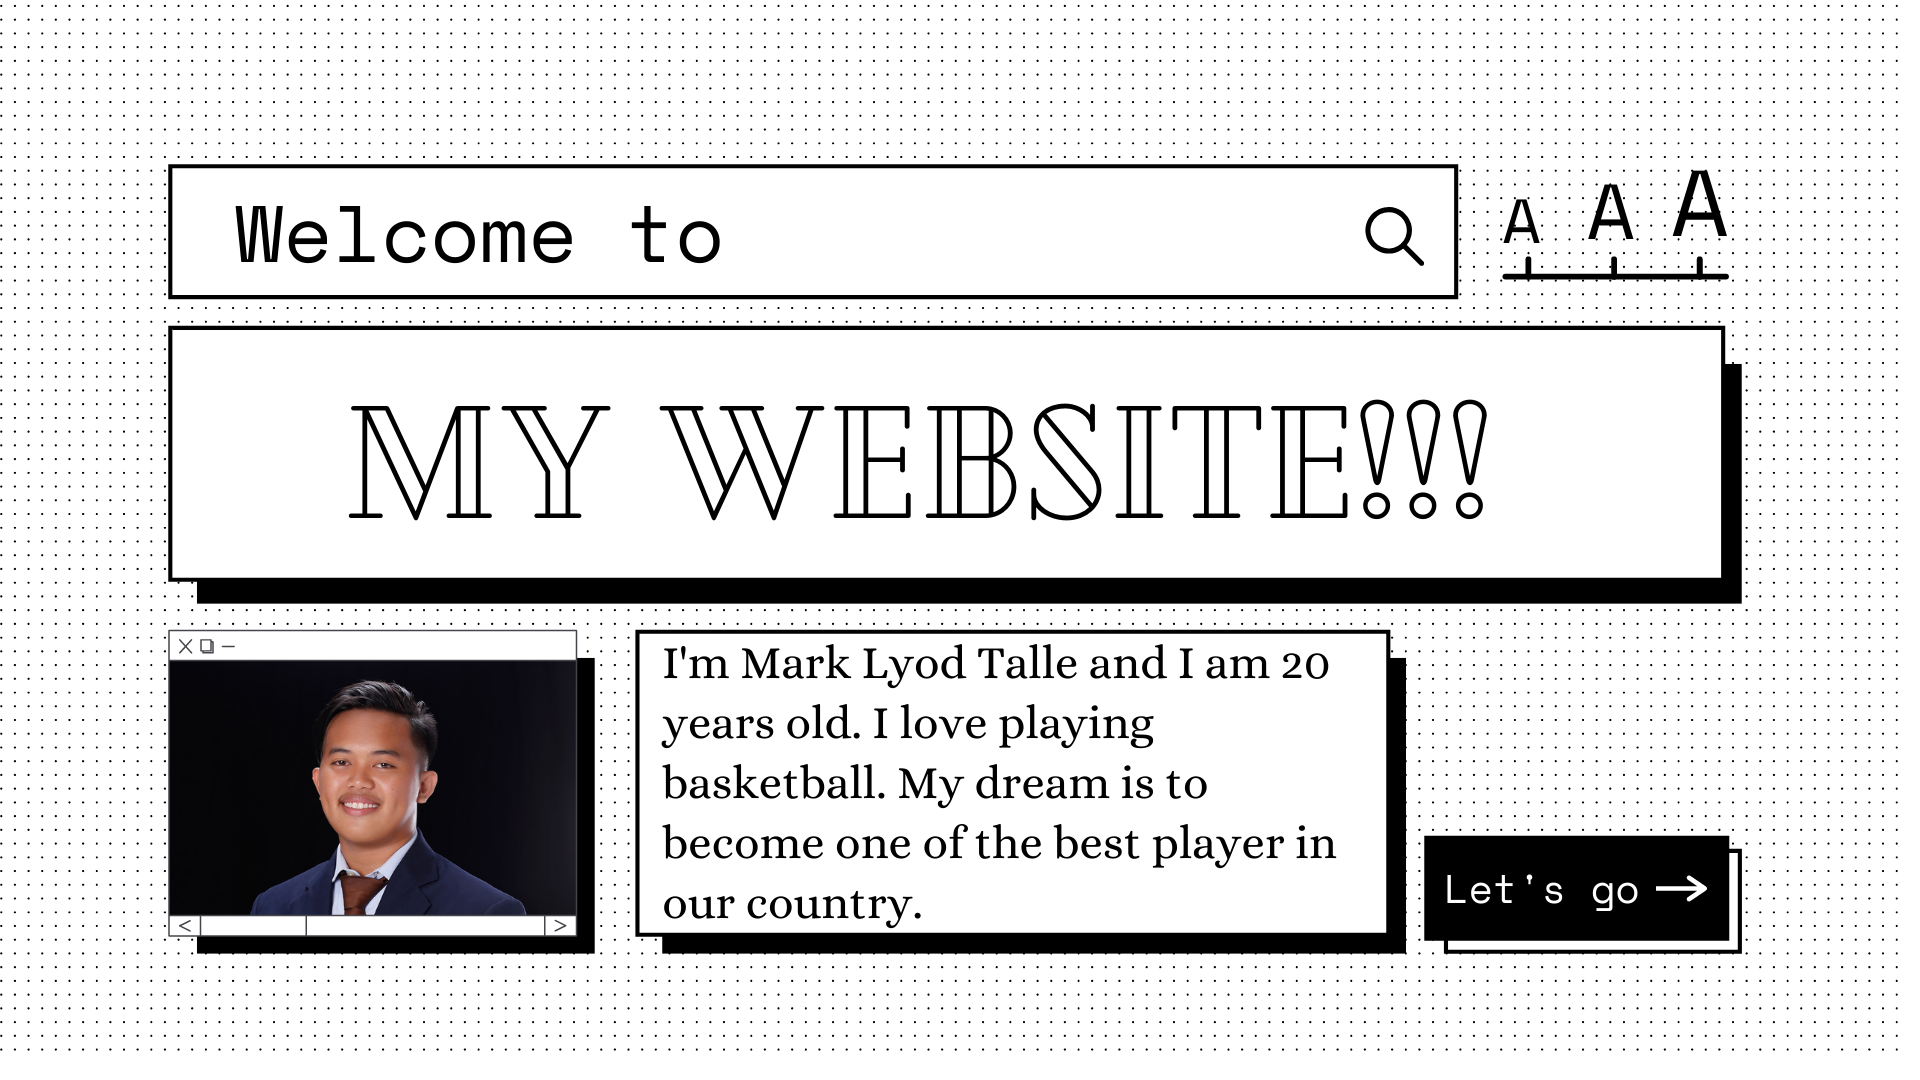 Welcome to
A A A
MY WEBSITE!!!
I'm Mark Lyod Talle and I am 20
years old. I love playing
basketball. My dream is to
become one of the best player in
our country.
Let's go